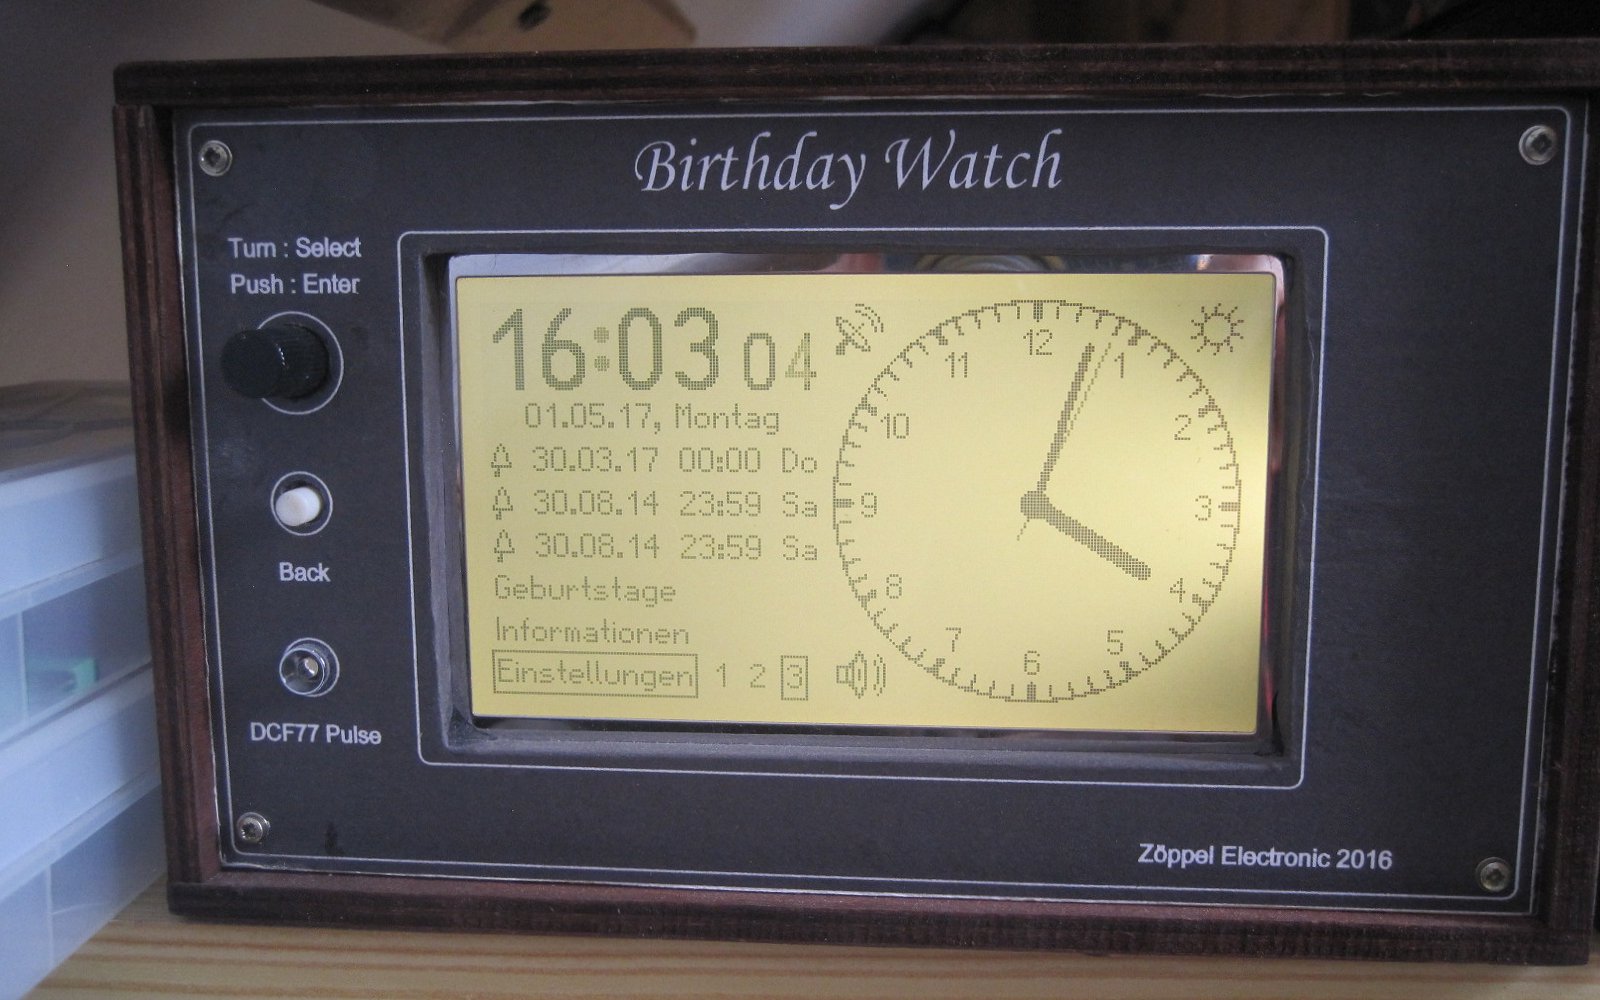 Birthday Watch
Turn : Select
Push : Enter
Back
DCF77 Pulse
16:03 04
01.05.17, Montag
30.03.17 00:00 Do
30.08.14 23:59 Sa
30.08.14 23:59 Sa
Geburtstage
Informationen
Einstellungen 1 2 3
12
1
2
3
4
5
6
7
8
9
10
11
Zöppel Electronic 2016